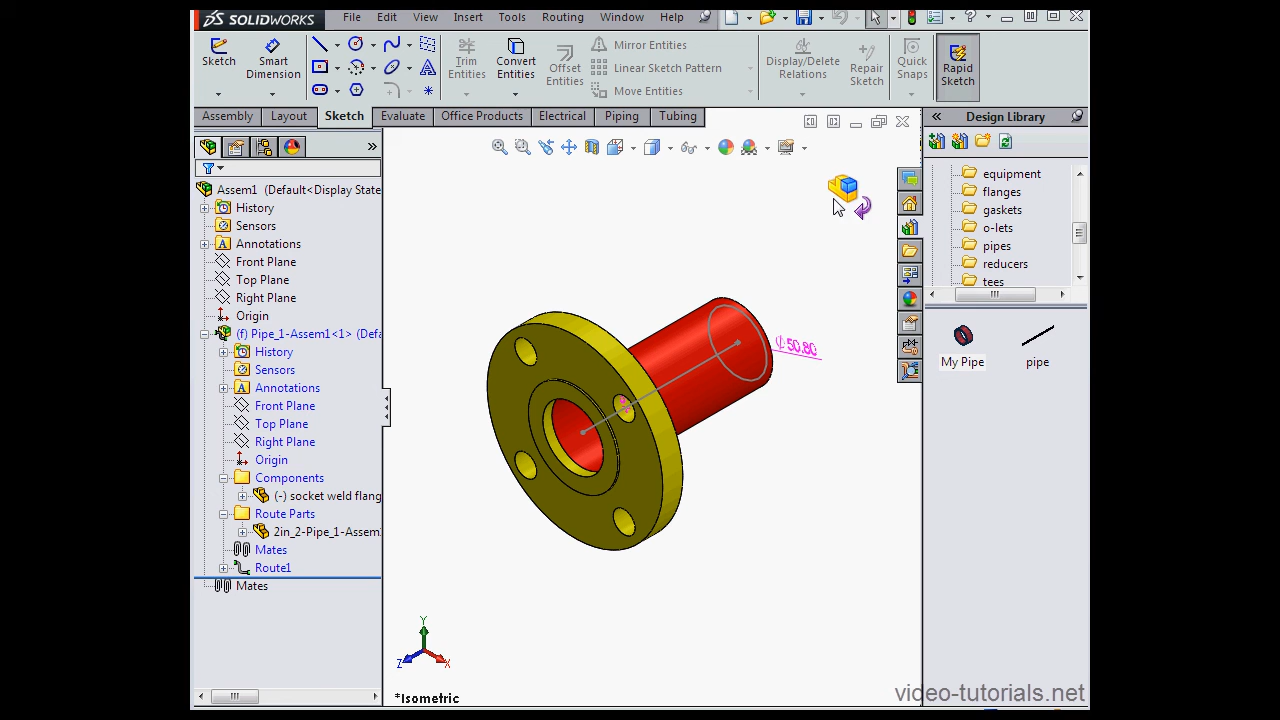 SOLIDWORKS File Edit View Insert Tools Routing Window Help
Sketch Smart Dimension Trim Entities Convert Entities Offset Entities Mirror Entities Display/Delete Relations Repair Sketch Quick Snaps Rapid Sketch
Linear Sketch Pattern
Move Entities
Assembly Layout Sketch Evaluate Office Products Electrical Piping Tubing
Design Library
Assem1 (Default<Display State
History
Sensors
Annotations
Front Plane
Top Plane
Right Plane
Origin
(f) Pipe_1-Assem1<1> (Defa
History
Sensors
Annotations
Front Plane
Top Plane
Right Plane
Origin
Components
(-) socket weld flang
Route Parts
2in_2-Pipe_1-Assem
Mates
Route1
Mates
50.80
Y
Z
X
*Isometric
equipment
flanges
gaskets
o-lets
pipes
reducers
tees
My Pipe
pipe
video-tutorials.net